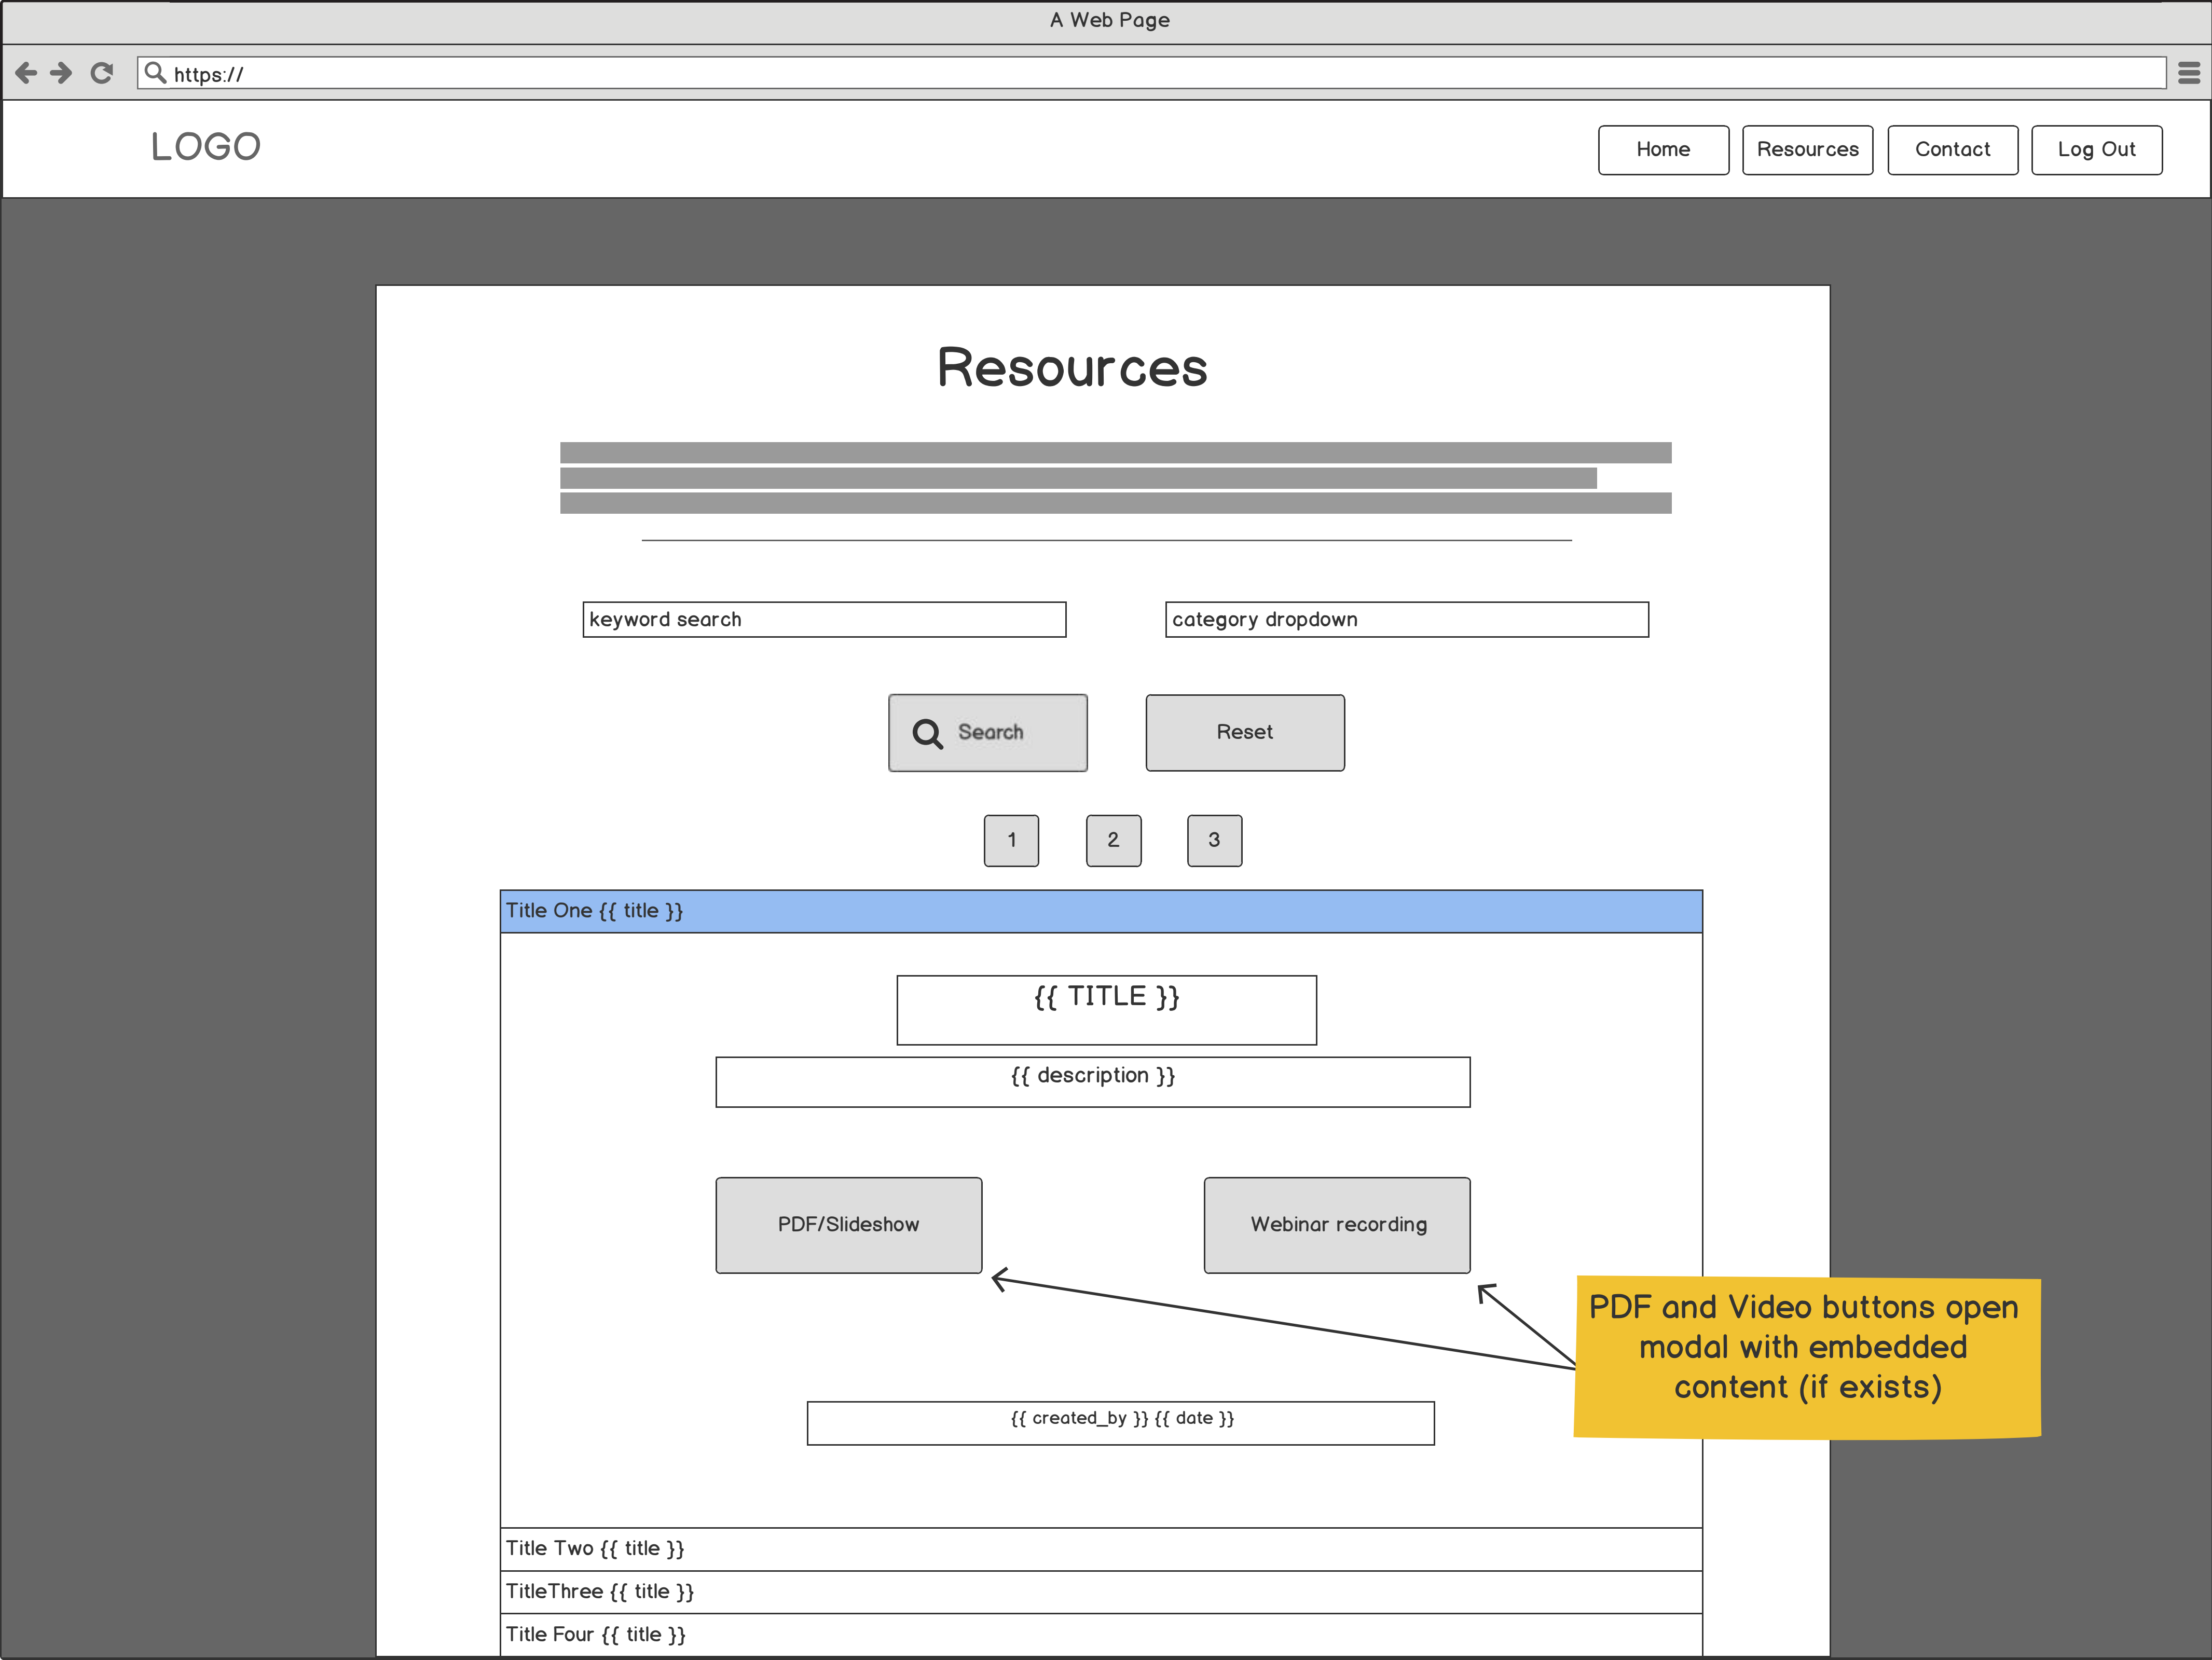 A Web Page
https://
LOGO
Home Resources Contact Log Out
Resources
keyword search category dropdown
Search Reset
1 2 3
Title One {{ title }}
{{ TITLE }}
{{ description }}
PDF/Slideshow Webinar recording
PDF and Video buttons open
modal with embedded
content (if exists)
{{ created_by }} {{ date }}
Title Two {{ title }}
TitleThree {{ title }}
Title Four {{ title }}